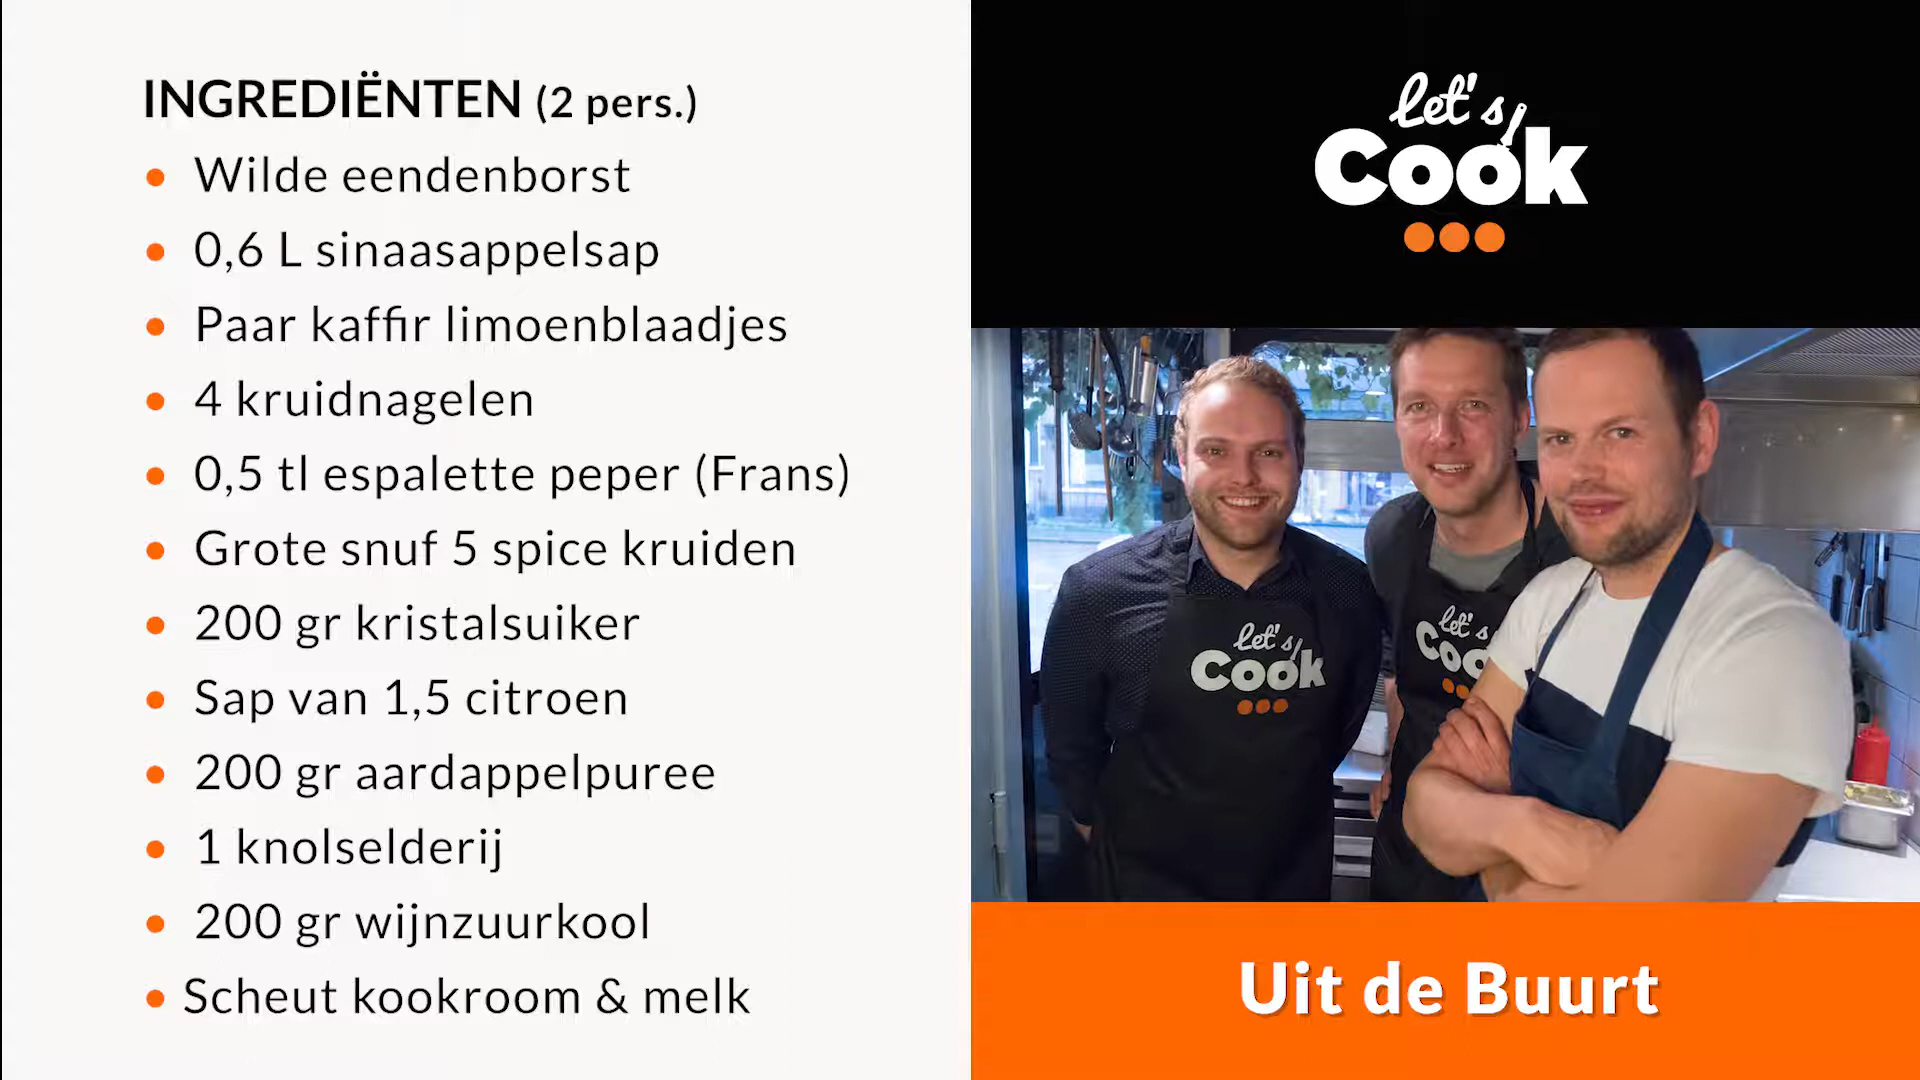 INGREDIËNTEN (2 pers.)
• Wilde eendenborst
• 0,6 L sinaasappelsap
• Paar kaffir limoenblaadjes
• 4 kruidnagelen
• 0,5 tl espalette peper (Frans)
• Grote snuf 5 spice kruiden
• 200 gr kristalsuiker
• Sap van 1,5 citroen
• 200 gr aardappelpuree
• 1 knolselderij
• 200 gr wijnzuurkool
• Scheut kookroom & melk
let's
Cook
let's
Cook
let's
Uit de Buurt